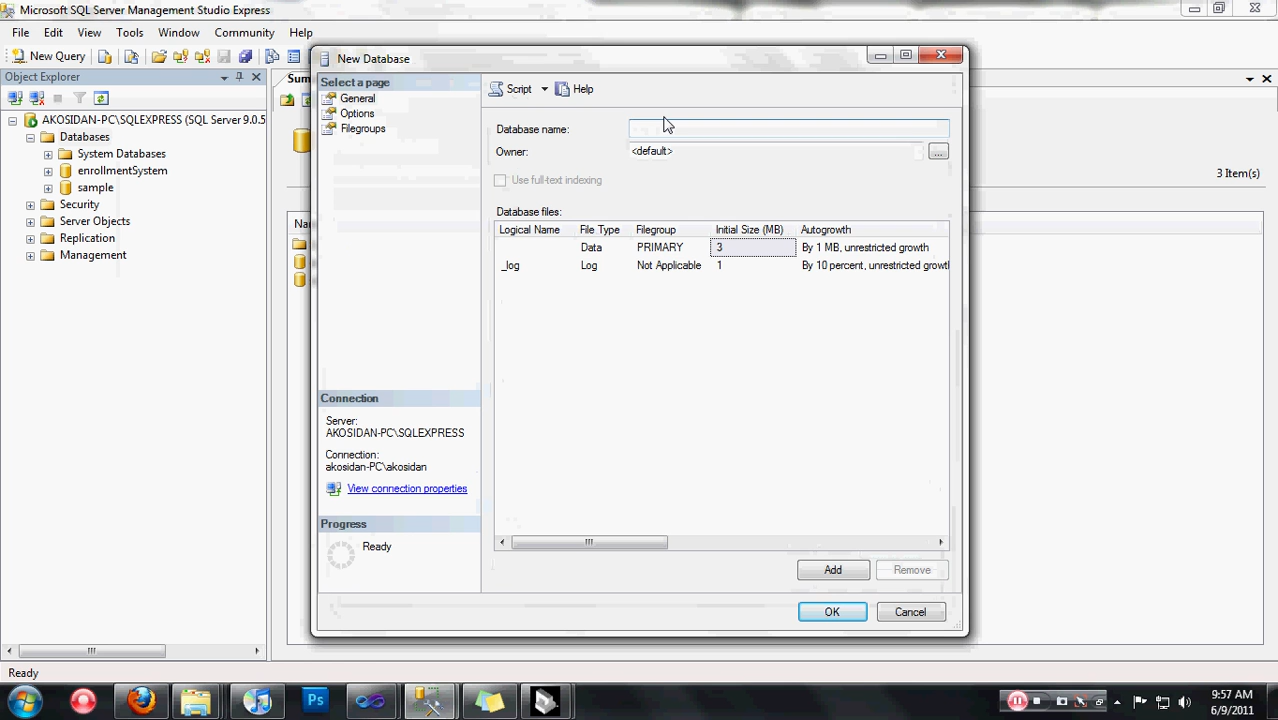 Microsoft SQL Server Management Studio Express
File Edit View Tools Window Community Help
New Query
Object Explorer
AKOSIDAN-PC\SQLEXPRESS (SQL Server 9.0.5
Databases
System Databases
enrollmentSystem
sample
Security
Server Objects
Replication
Management
Sum
3 Item(s)
Na
New Database
Select a page
General
Options
Filegroups
Script Help
Database name:
Owner: <default> ...
Use full-text indexing
Database files:
Logical Name File Type Filegroup Initial Size (MB) Autogrowth
Data PRIMARY 3 By 1 MB, unrestricted growth
_log Log Not Applicable 1 By 10 percent, unrestricted growth
Connection
Server:
AKOSIDAN-PC\SQLEXPRESS
Connection:
akosidan-PC\akosidan
View connection properties
Progress
Ready
Add Remove
OK Cancel
Ready
Ps
9:57 AM
6/9/2011